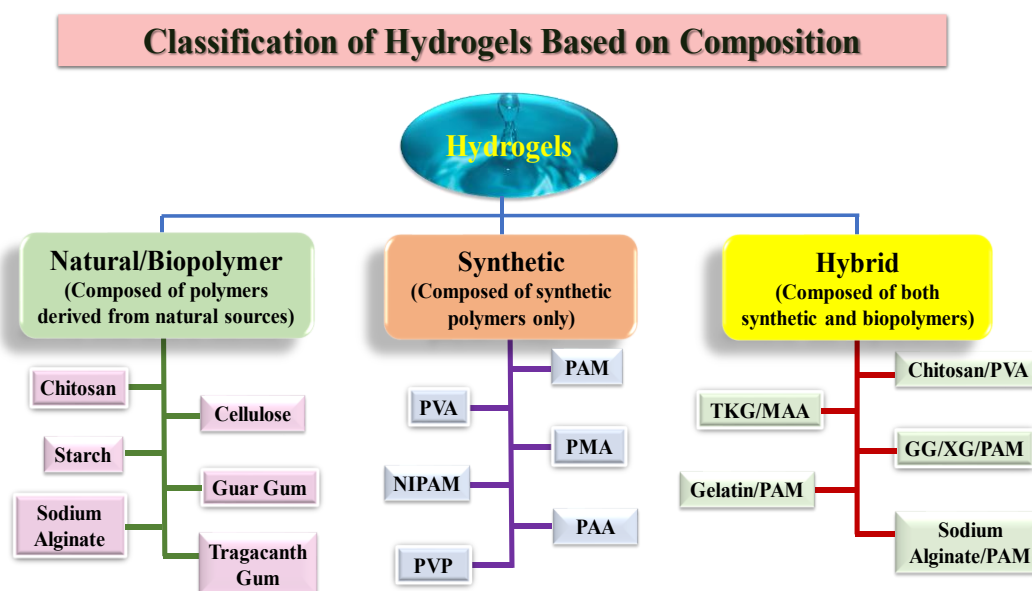 Classification of Hydrogels Based on Composition
Hydrogels
Natural/Biopolymer
(Composed of polymers
derived from natural sources)
Chitosan
Cellulose
Starch
Guar Gum
Sodium
Alginate
Tragacanth
Gum
Synthetic
(Composed of synthetic
polymers only)
PAM
PVA
PMA
NIPAM
PAA
PVP
Hybrid
(Composed of both
synthetic and biopolymers)
Chitosan/PVA
TKG/MAA
GG/XG/PAM
Gelatin/PAM
Sodium
Alginate/PAM